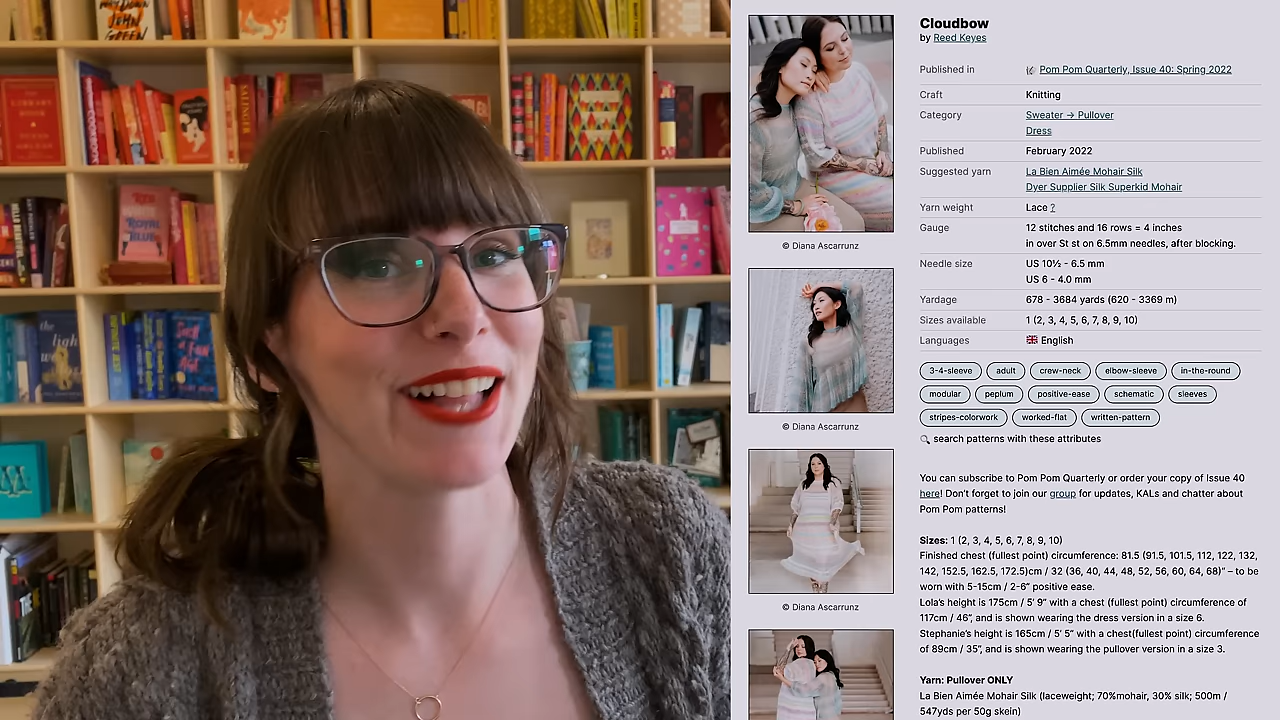 JOHN
GREEN
LIBRARY
SALINGER
RED
ROYAL
BLUE
the
light
we
Such
a Fun
Age
Cloudbow
by Reed Keyes
Published in Pom Pom Quarterly, Issue 40: Spring 2022
Craft Knitting
Category Sweater → Pullover
Dress
Published February 2022
Suggested yarn La Bien Aimée Mohair Silk
Dyer Supplier Silk Superkid Mohair
Yarn weight Lace ?
Gauge 12 stitches and 16 rows = 4 inches
in over St st on 6.5mm needles, after blocking.
Needle size US 10½ - 6.5 mm
US 6 - 4.0 mm
Yardage 678 - 3684 yards (620 - 3369 m)
Sizes available 1 (2, 3, 4, 5, 6, 7, 8, 9, 10)
Languages English
3-4-sleeve adult crew-neck elbow-sleeve in-the-round
modular peplum positive-ease schematic sleeves
stripes-colorwork worked-flat written-pattern
search patterns with these attributes
© Diana Ascarrunz
© Diana Ascarrunz
© Diana Ascarrunz
You can subscribe to Pom Pom Quarterly or order your copy of Issue 40
here! Don't forget to join our group for updates, KALs and chatter about
Pom Pom patterns!
Sizes: 1 (2, 3, 4, 5, 6, 7, 8, 9, 10)
Finished chest (fullest point) circumference: 81.5 (91.5, 101.5, 112, 122, 132,
142, 152.5, 162.5, 172.5)cm / 32 (36, 40, 44, 48, 52, 56, 60, 64, 68)" – to be
worn with 5-15cm / 2-6" positive ease.
Lola's height is 175cm / 5' 9" with a chest (fullest point) circumference of
117cm / 46", and is shown wearing the dress version in a size 6.
Stephanie's height is 165cm / 5' 5" with a chest(fullest point) circumference
of 89cm / 35", and is shown wearing the pullover version in a size 3.
Yarn: Pullover ONLY
La Bien Aimée Mohair Silk (laceweight; 70%mohair, 30% silk; 500m /
547yds per 50g skein)